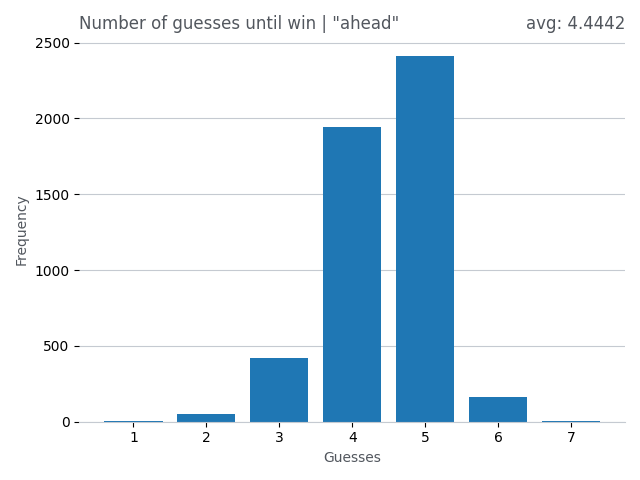 Number of guesses until win | "ahead"
avg: 4.4442
2500
2000
1500
1000
500
0
Frequency
1 2 3 4 5 6 7
Guesses